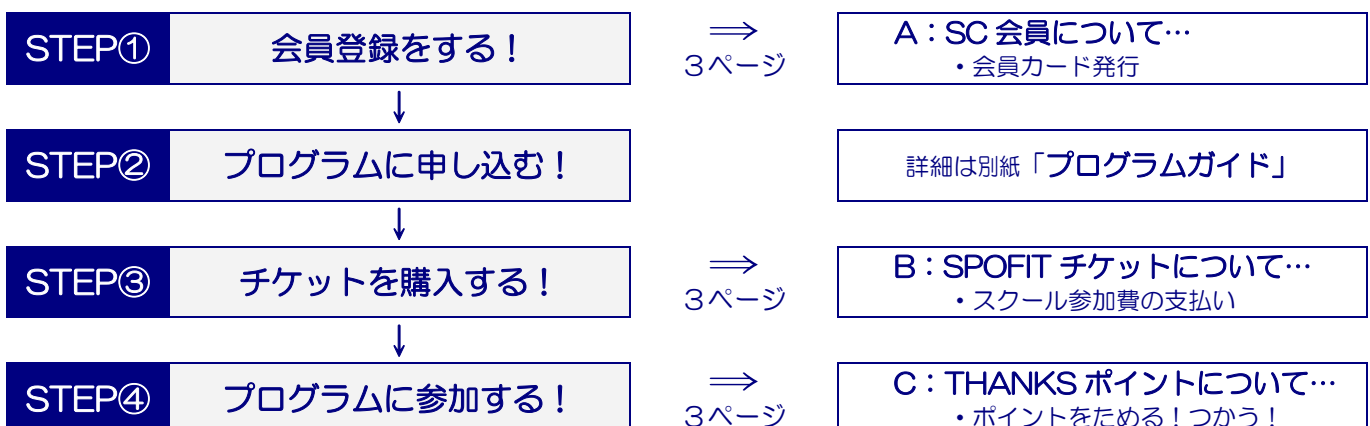 STEP① 会員登録をする！ ⇒ A：SC 会員について…
3ページ ・会員カード発行
↓
STEP② プログラムに申し込む！ 詳細は別紙「プログラムガイド」
↓
STEP③ チケットを購入する！ ⇒ B：SPOFIT チケットについて…
3ページ ・スクール参加費の支払い
↓
STEP④ プログラムに参加する！ ⇒ C：THANKS ポイントについて…
3ページ ・ポイントをためる！つかう！